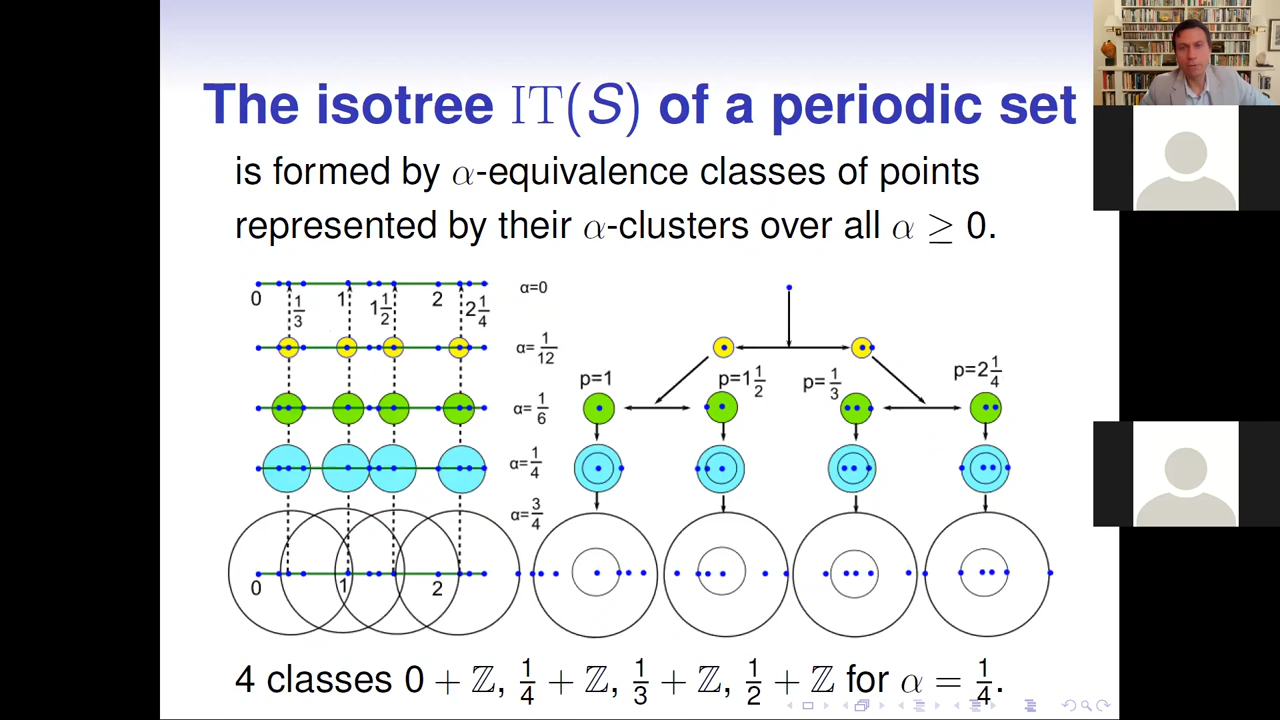 The isotree IT(S) of a periodic set
is formed by α-equivalence classes of points
represented by their α-clusters over all α ≥ 0.
0 1/3 1 1 1/2 2 2 1/4 α=0
α= 1/12
p=1 p=1 1/2 p= 1/3 p=2 1/4
α= 1/6
α= 1/4
α= 3/4
0 1 2
4 classes 0 + ℤ, 1/4 + ℤ, 1/3 + ℤ, 1/2 + ℤ for α = 1/4.